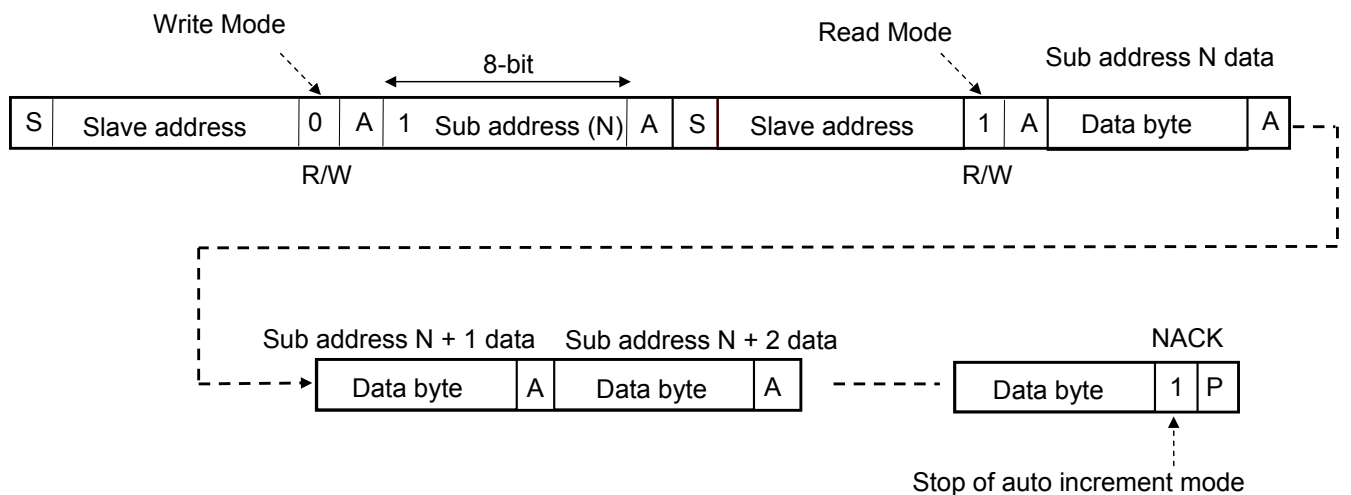 Write Mode
Read Mode
8-bit
Sub address N data
S Slave address 0 A 1 Sub address (N) A S Slave address 1 A Data byte A
R/W R/W
Sub address N + 1 data Sub address N + 2 data NACK
Data byte A Data byte A Data byte 1 P
Stop of auto increment mode